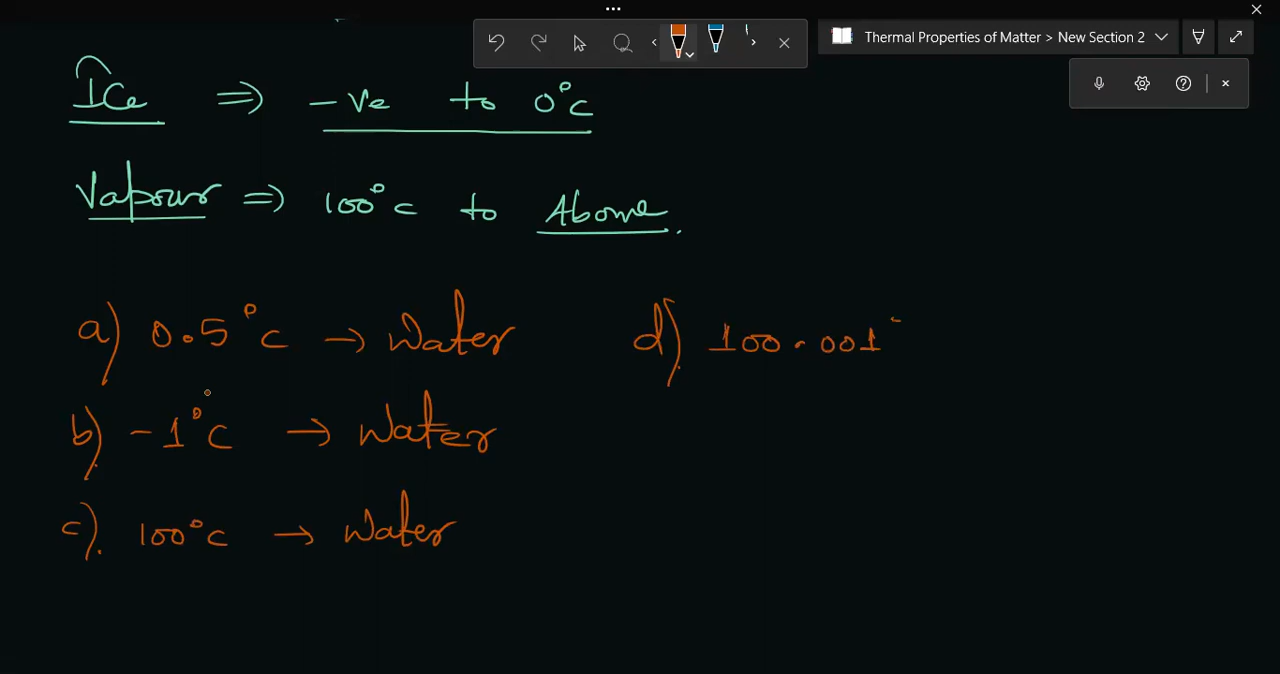 Thermal Properties of Matter > New Section 2
Ice ⇒ -ve to 0°c
Vapour ⇒ 100°c to Above.
a) 0.5°c → Water
b) -1°c → Water
c). 100°c → Water
d) 100.001